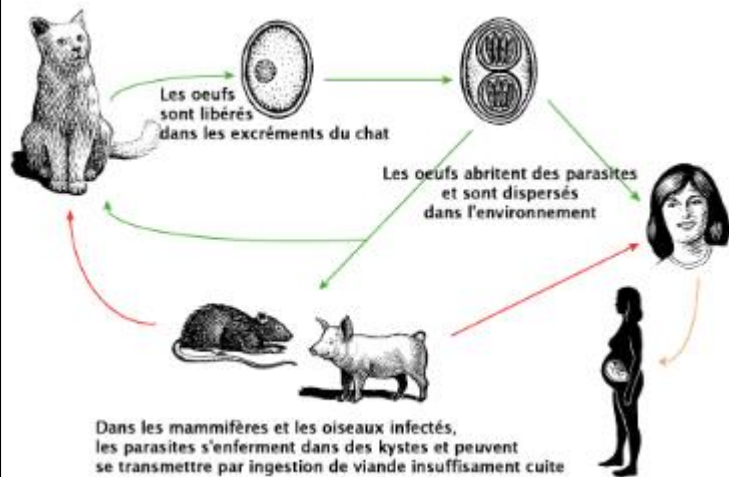 Les oeufs
sont libérés
dans les excréments du chat
Les oeufs abritent des parasites
et sont dispersés
dans l'environnement
Dans les mammifères et les oiseaux infectés,
les parasites s'enferment dans des kystes et peuvent
se transmettre par ingestion de viande insuffisament cuite